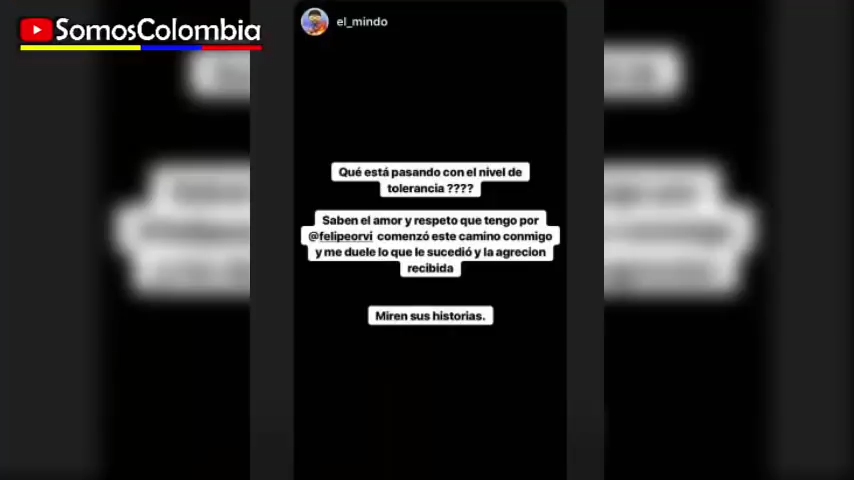 SomosColombia
el_mindo
Qué está pasando con el nivel de
tolerancia ????
Saben el amor y respeto que tengo por
@felipeorvi comenzó este camino conmigo
y me duele lo que le sucedió y la agrecion
recibida
Miren sus historias.